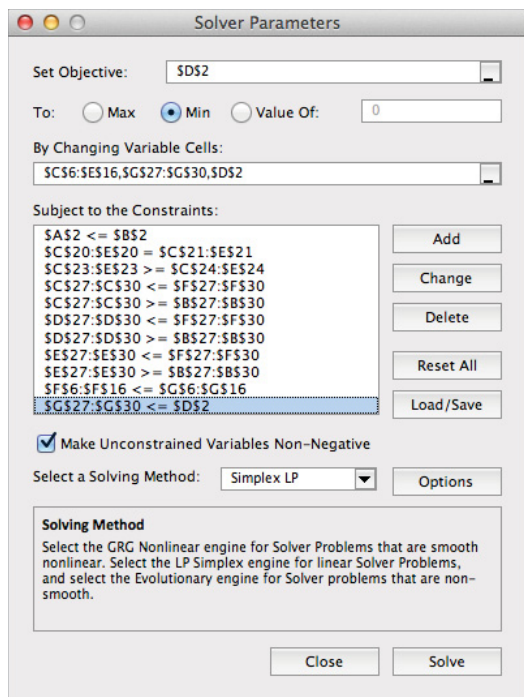 Solver Parameters
Set Objective: $D$2
To: Max Min Value Of: 0
By Changing Variable Cells:
$C$6:$E$16,$G$27:$G$30,$D$2
Subject to the Constraints:
$A$2 <= $B$2
$C$20:$E$20 = $C$21:$E$21
$C$23:$E$23 >= $C$24:$E$24
$C$27:$C$30 <= $F$27:$F$30
$C$27:$C$30 >= $B$27:$B$30
$D$27:$D$30 <= $F$27:$F$30
$D$27:$D$30 >= $B$27:$B$30
$E$27:$E$30 <= $F$27:$F$30
$E$27:$E$30 >= $B$27:$B$30
$F$6:$F$16 <= $G$6:$G$16
$G$27:$G$30 <= $D$2
Add
Change
Delete
Reset All
Load/Save
Make Unconstrained Variables Non-Negative
Select a Solving Method: Simplex LP Options
Solving Method
Select the GRG Nonlinear engine for Solver Problems that are smooth
nonlinear. Select the LP Simplex engine for linear Solver Problems,
and select the Evolutionary engine for Solver problems that are non-
smooth.
Close Solve